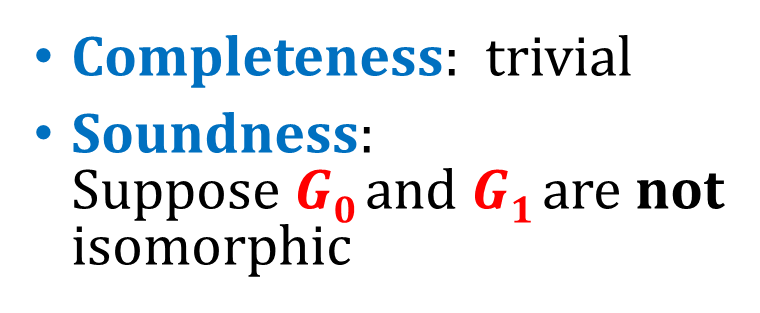 • Completeness: trivial
• Soundness:
Suppose G₀ and G₁ are not
isomorphic